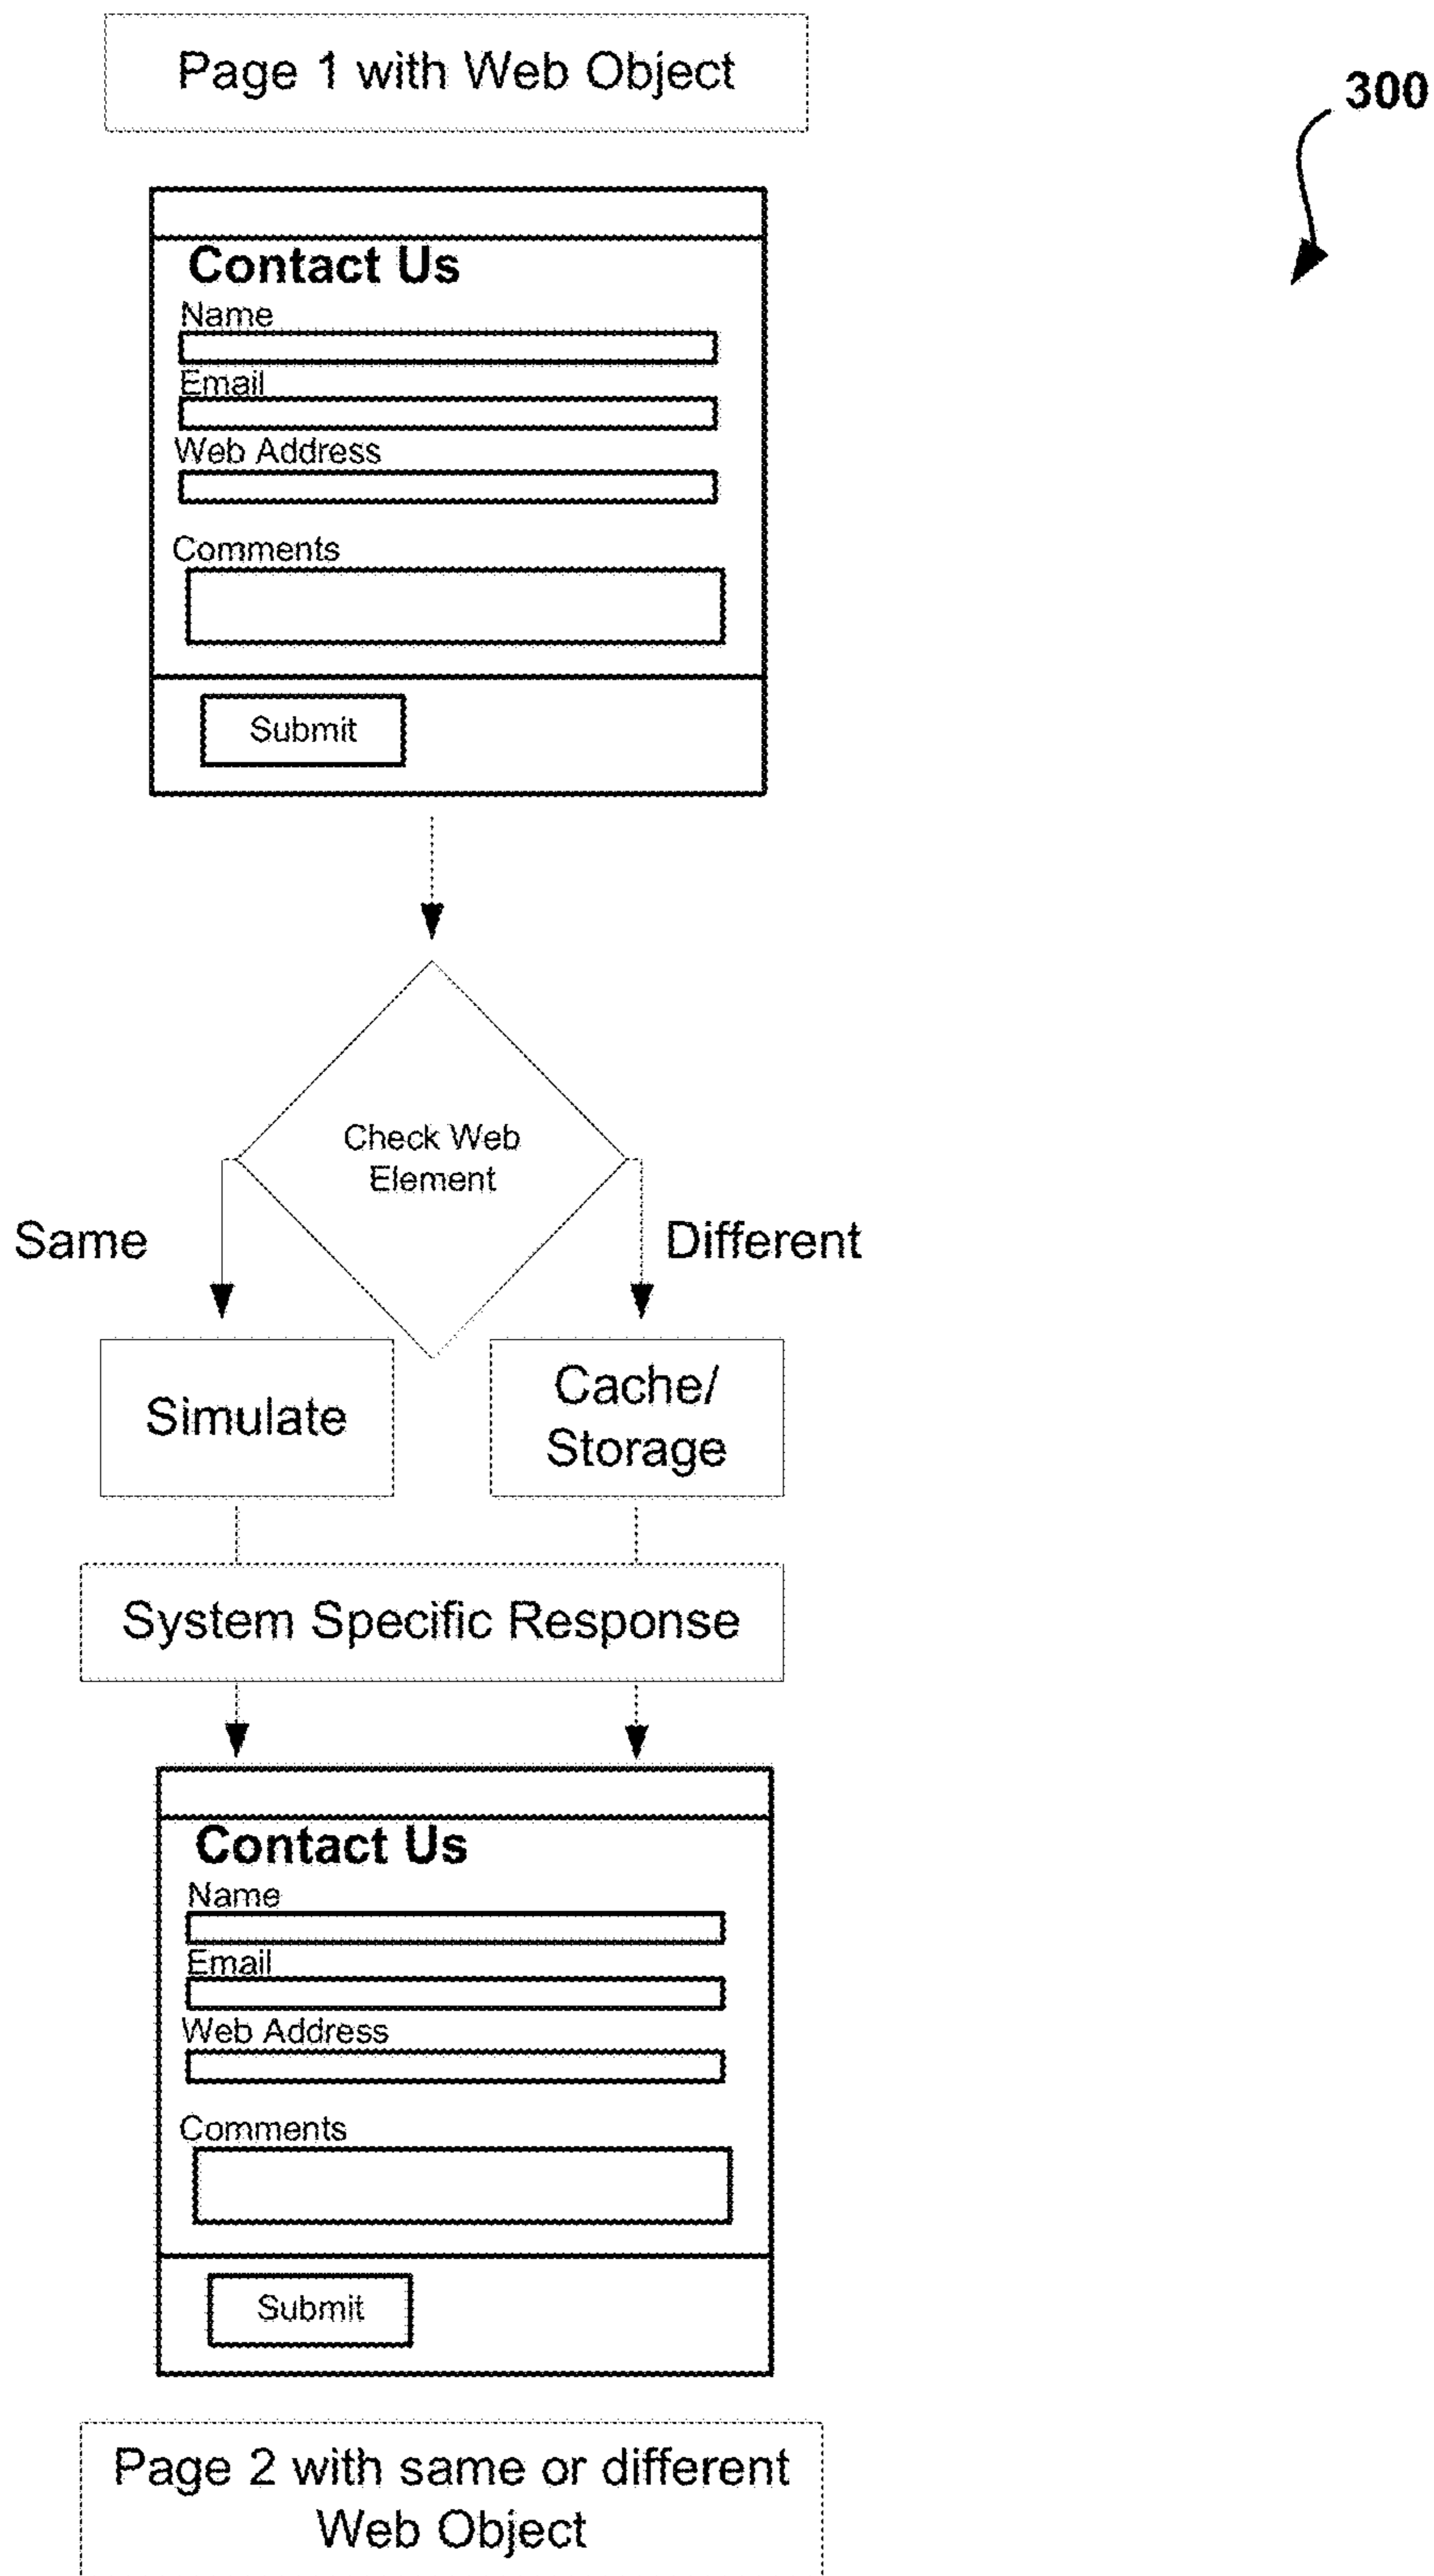 Page 1 with Web Object
300
Contact Us
Name
Email
Web Address
Comments
Submit
Check Web
Element
Same
Different
Simulate
Cache/
Storage
System Specific Response
Contact Us
Name
Email
Web Address
Comments
Submit
Page 2 with same or different
Web Object